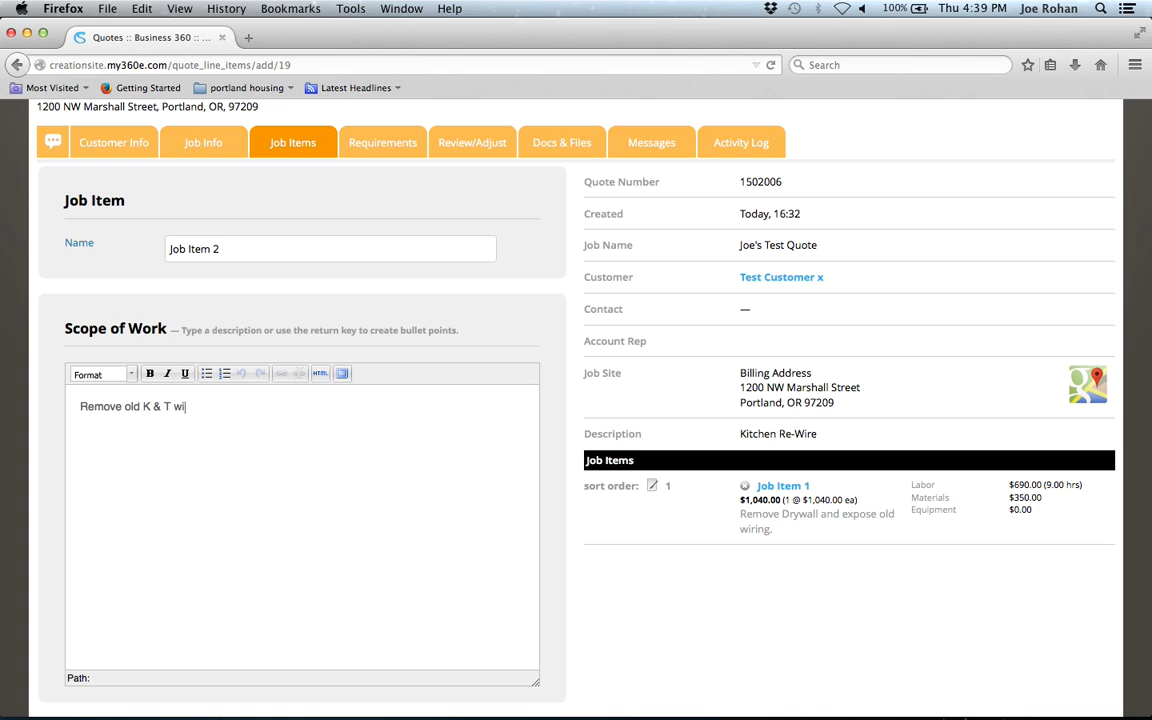 Firefox File Edit View History Bookmarks Tools Window Help 100% Thu 4:39 PM Joe Rohan
Quotes :: Business 360 :: ...
creationsite.my360e.com/quote_line_items/add/19
Search
Most Visited Getting Started portland housing Latest Headlines
1200 NW Marshall Street, Portland, OR, 97209
Customer Info Job Info Job Items Requirements Review/Adjust Docs & Files Messages Activity Log
Job Item
Name Job Item 2
Scope of Work — Type a description or use the return key to create bullet points.
Format B I U HTML
Remove old K & T wi
Path:
Quote Number 1502006
Created Today, 16:32
Job Name Joe's Test Quote
Customer Test Customer x
Contact —
Account Rep
Job Site Billing Address
1200 NW Marshall Street
Portland, OR 97209
Description Kitchen Re-Wire
Job Items
sort order: 1 Job Item 1 Labor $690.00 (9.00 hrs)
$1,040.00 (1 @ $1,040.00 ea) Materials $350.00
Remove Drywall and expose old Equipment $0.00
wiring.